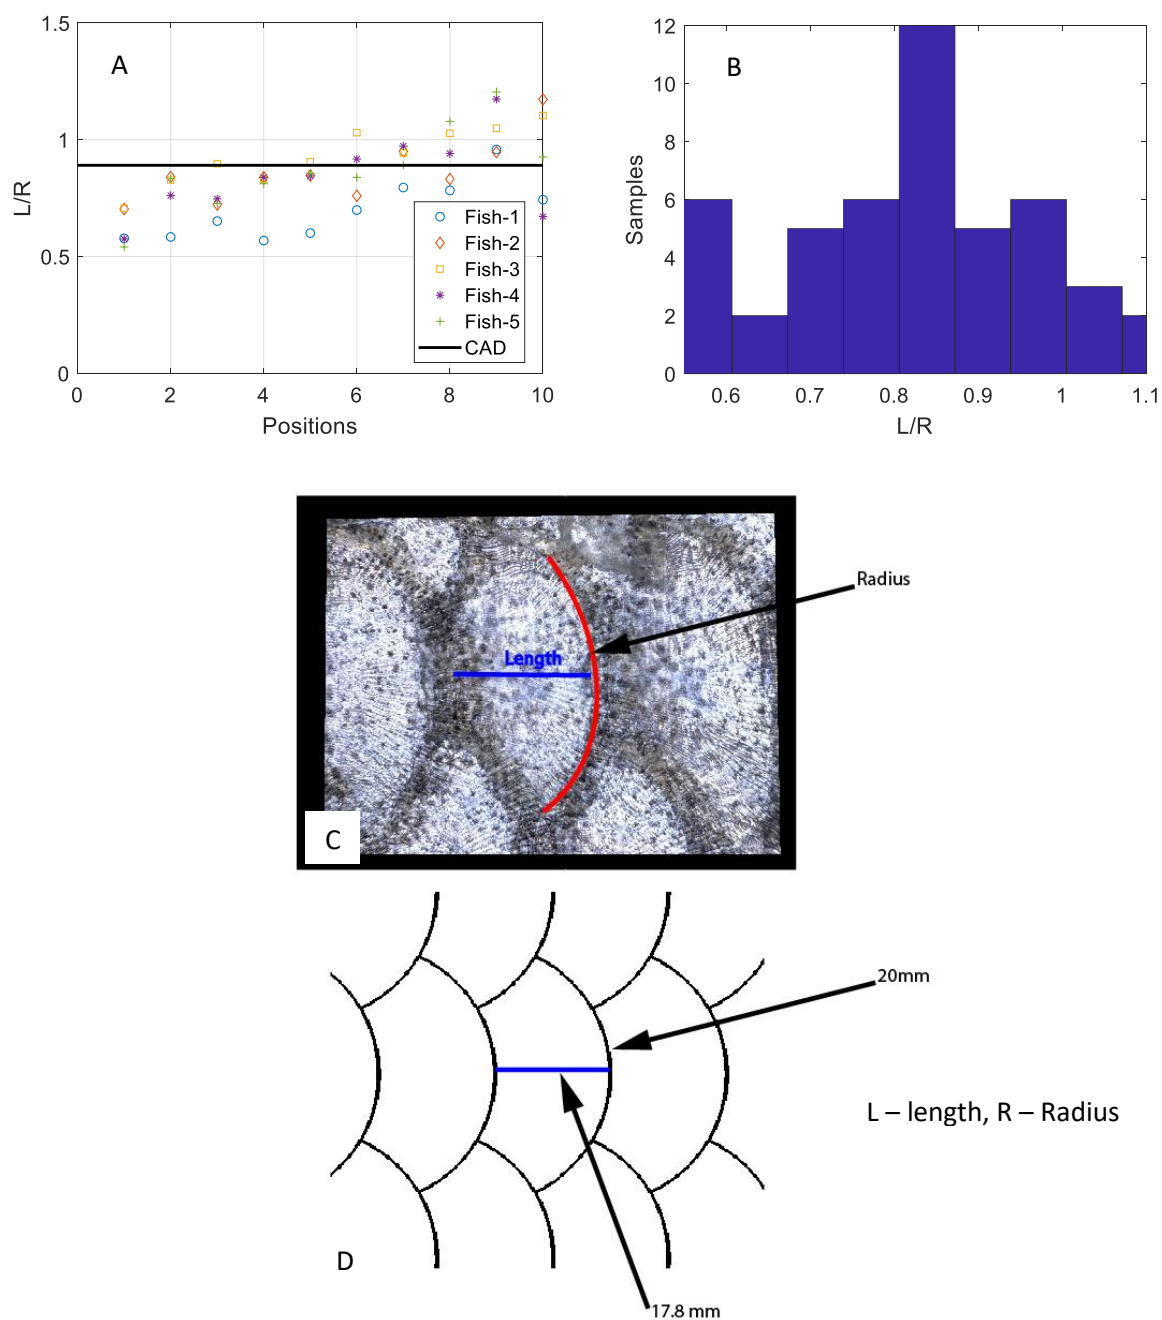 A
1.5
1
0.5
0
L/R
0 2 4 6 8 10
Positions
Fish-1
Fish-2
Fish-3
Fish-4
Fish-5
CAD
B
12
10
8
6
4
2
0
Samples
0.6 0.7 0.8 0.9 1 1.1
L/R
Radius
Length
C
20mm
L – length, R – Radius
D
17.8 mm